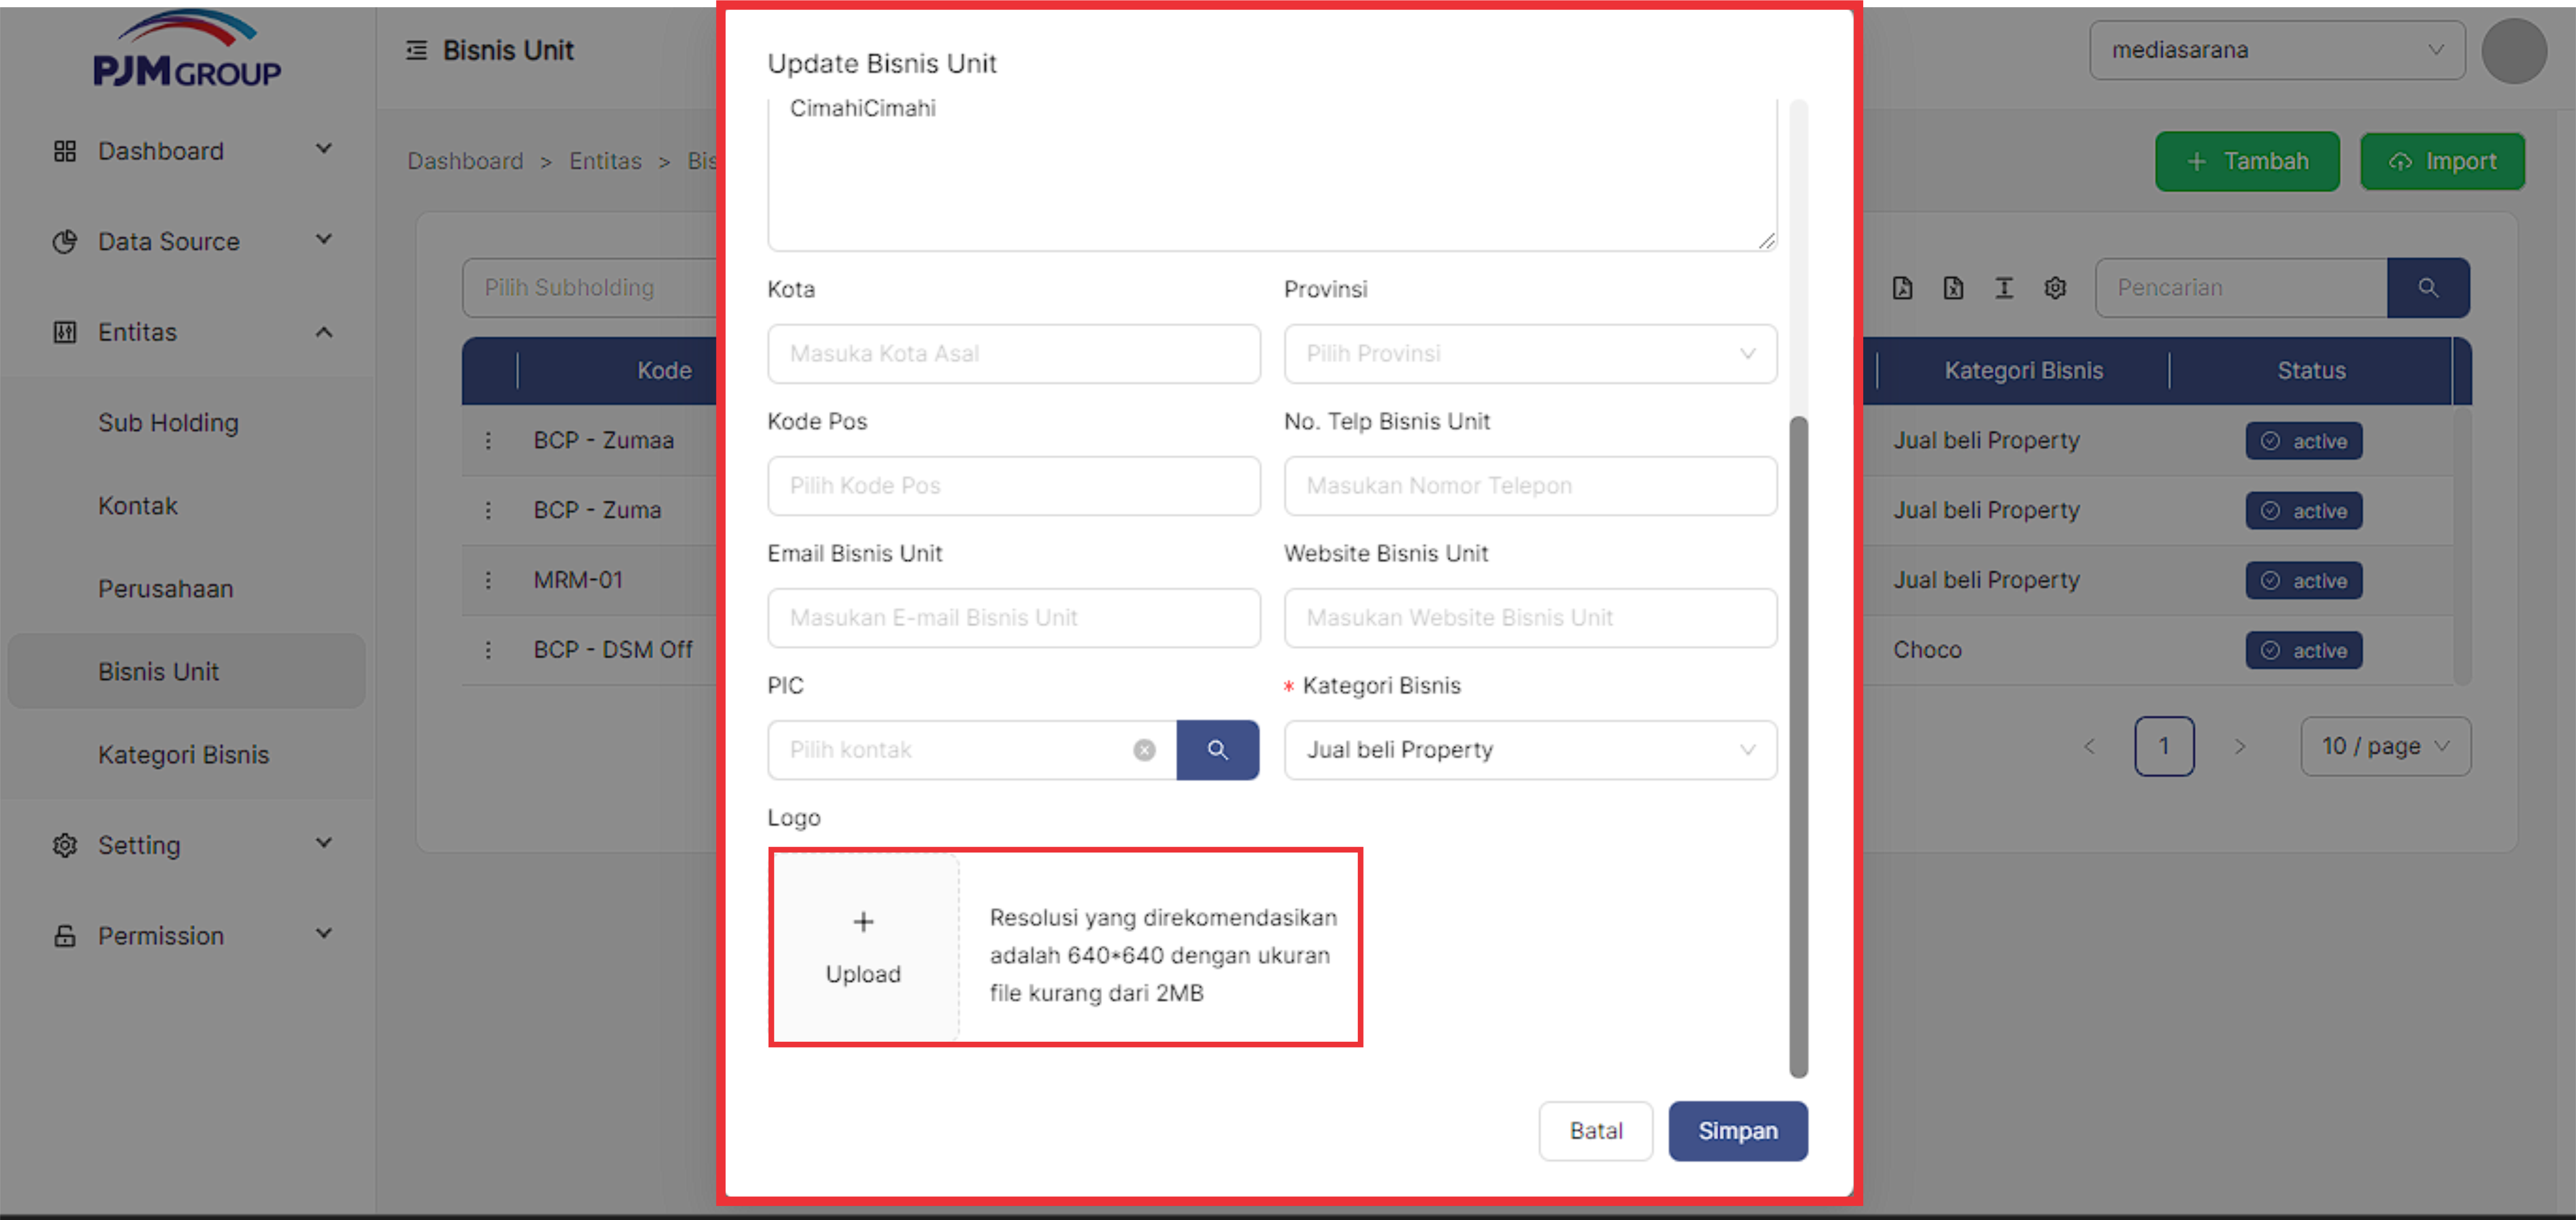 PJM GROUP
Bisnis Unit
mediasarana
Dashboard
Data Source
Entitas
Sub Holding
Kontak
Perusahaan
Bisnis Unit
Kategori Bisnis
Setting
Permission
Dashboard > Entitas > Bis
+ Tambah
Import
Pilih Subholding
Pencarian
Kode
Kategori Bisnis
Status
BCP - Zumaa
Jual beli Property
active
BCP - Zuma
Jual beli Property
active
MRM-01
Jual beli Property
active
BCP - DSM Off
Choco
active
< 1 >
10 / page
Update Bisnis Unit
CimahiCimahi
Kota
Provinsi
Masuka Kota Asal
Pilih Provinsi
Kode Pos
No. Telp Bisnis Unit
Pilih Kode Pos
Masukan Nomor Telepon
Email Bisnis Unit
Website Bisnis Unit
Masukan E-mail Bisnis Unit
Masukan Website Bisnis Unit
PIC
* Kategori Bisnis
Pilih kontak
Jual beli Property
Logo
+
Upload
Resolusi yang direkomendasikan
adalah 640*640 dengan ukuran
file kurang dari 2MB
Batal
Simpan